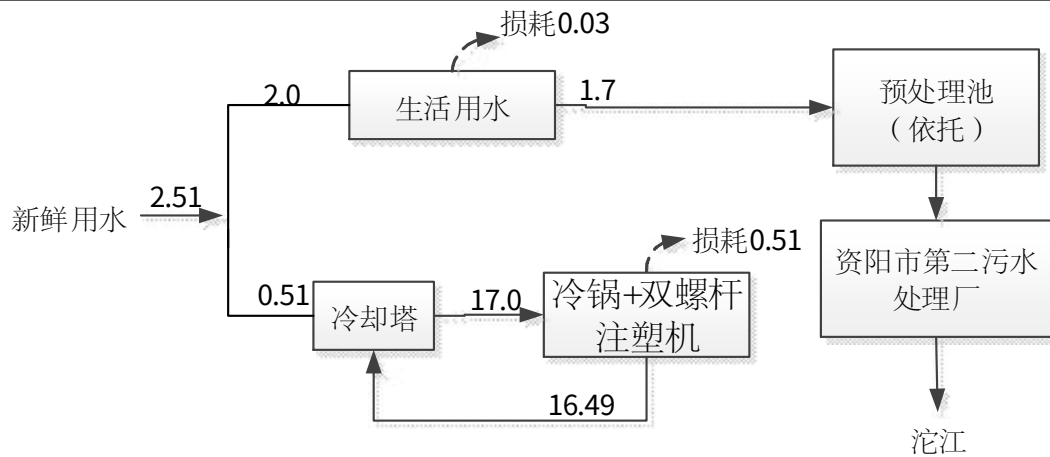 损耗0.03
2.0
生活用水
1.7
预处理池
（依托）
新鲜用水
2.51
损耗0.51
资阳市第二污水
处理厂
0.51
冷却塔
17.0
冷锅+双螺杆
注塑机
16.49
沱江